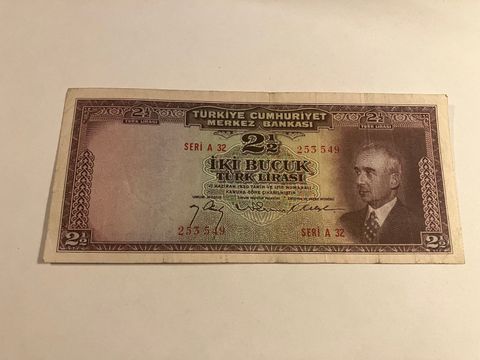 2½ TÜRKİYE CUMHURİYET 2½
TÜRK LİRASI MERKEZ BANKASI TÜRK LİRASI
2½
SERİ A 32 253549
İKİ BUÇUK
TÜRK LİRASI
11 HAZİRAN 1930 TARİH VE 1715 NUMARALI
KANUNA GÖRE ÇIKARILMIŞTIR
253549 SERİ A 32
2½ 2½